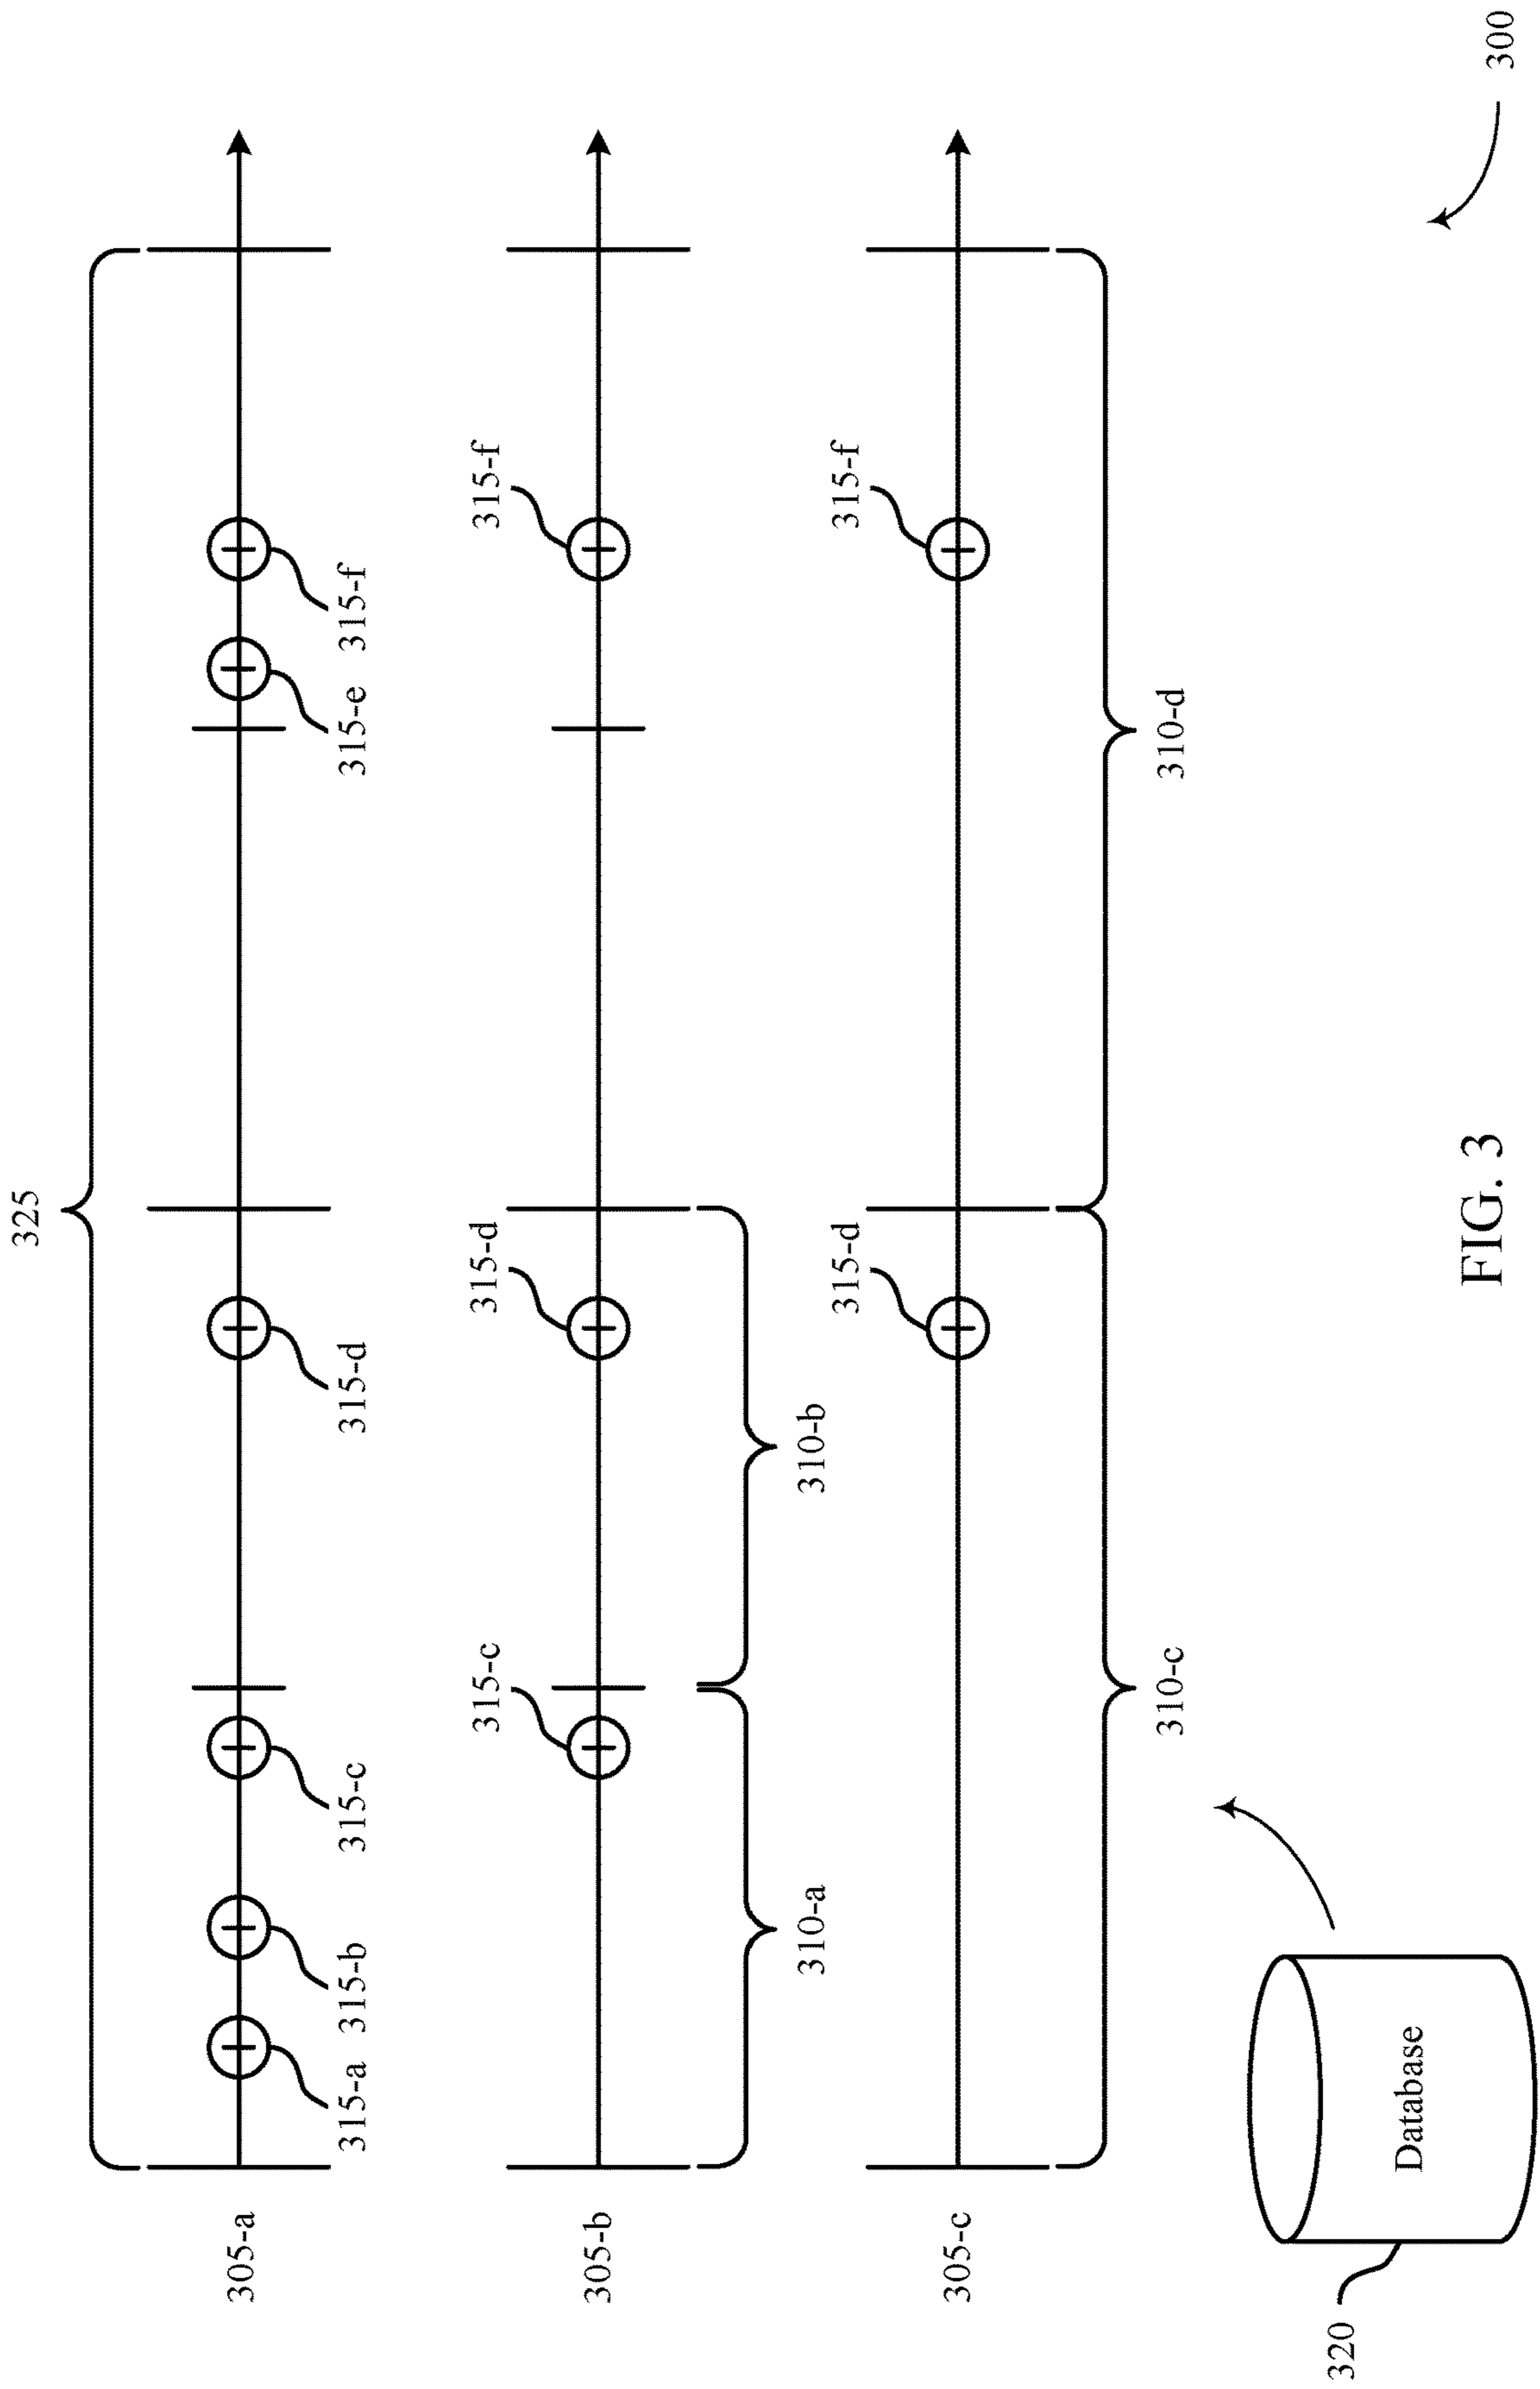 325
305-a
315-a
315-b
315-c
315-d
315-e
315-f
305-b
315-c
315-d
315-f
310-a
310-b
305-c
315-d
315-f
310-c
310-d
320
Database
300
FIG. 3